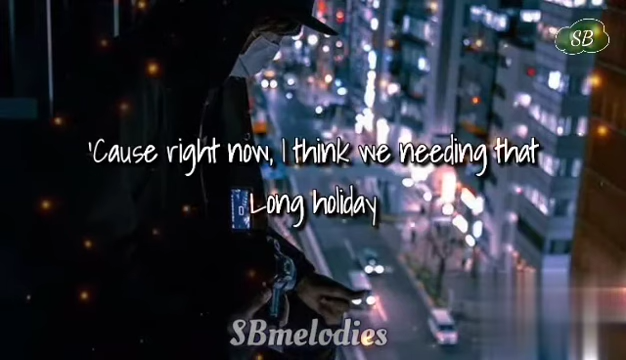 SB
'Cause right now, I think we needing that
Long holiday
SBmelodies